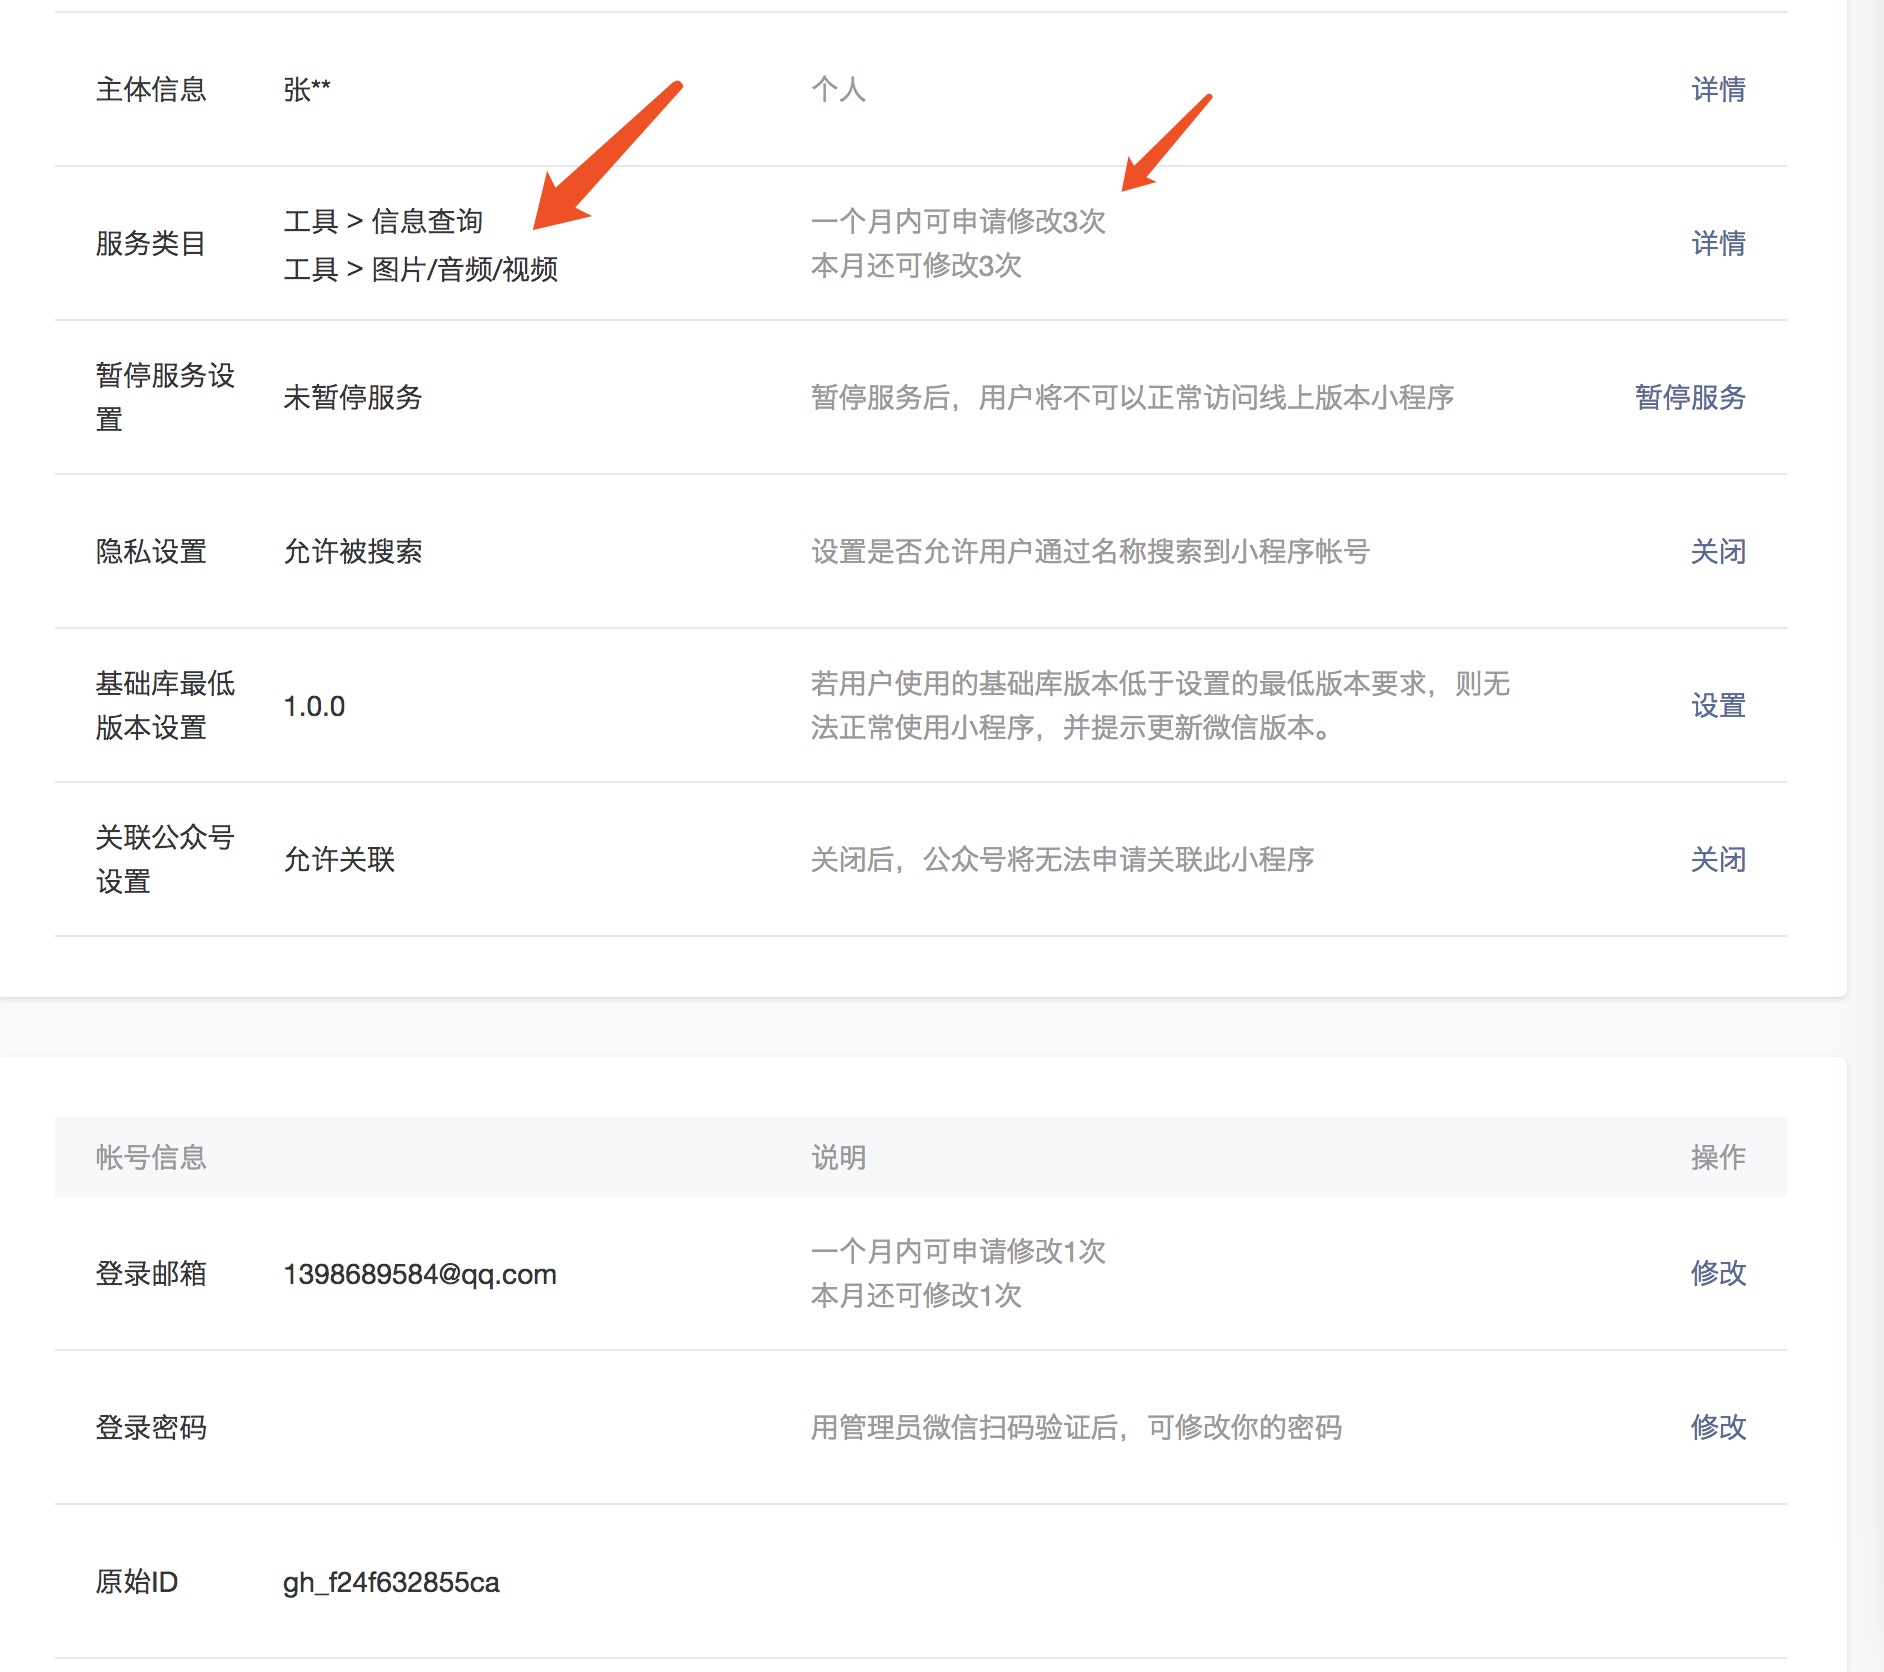 主体信息 张** 个人 详情
服务类目 工具 > 信息查询 一个月内可申请修改3次 详情
工具 > 图片/音频/视频 本月还可修改3次
暂停服务设
置 未暂停服务 暂停服务后，用户将不可以正常访问线上版本小程序 暂停服务
隐私设置 允许被搜索 设置是否允许用户通过名称搜索到小程序帐号 关闭
基础库最低
版本设置 1.0.0 若用户使用的基础库版本低于设置的最低版本要求，则无
法正常使用小程序，并提示更新微信版本。 设置
关联公众号
设置 允许关联 关闭后，公众号将无法申请关联此小程序 关闭
帐号信息 说明 操作
登录邮箱 1398689584@qq.com 一个月内可申请修改1次
本月还可修改1次 修改
登录密码 用管理员微信扫码验证后，可修改你的密码 修改
原始ID gh_f24f632855ca